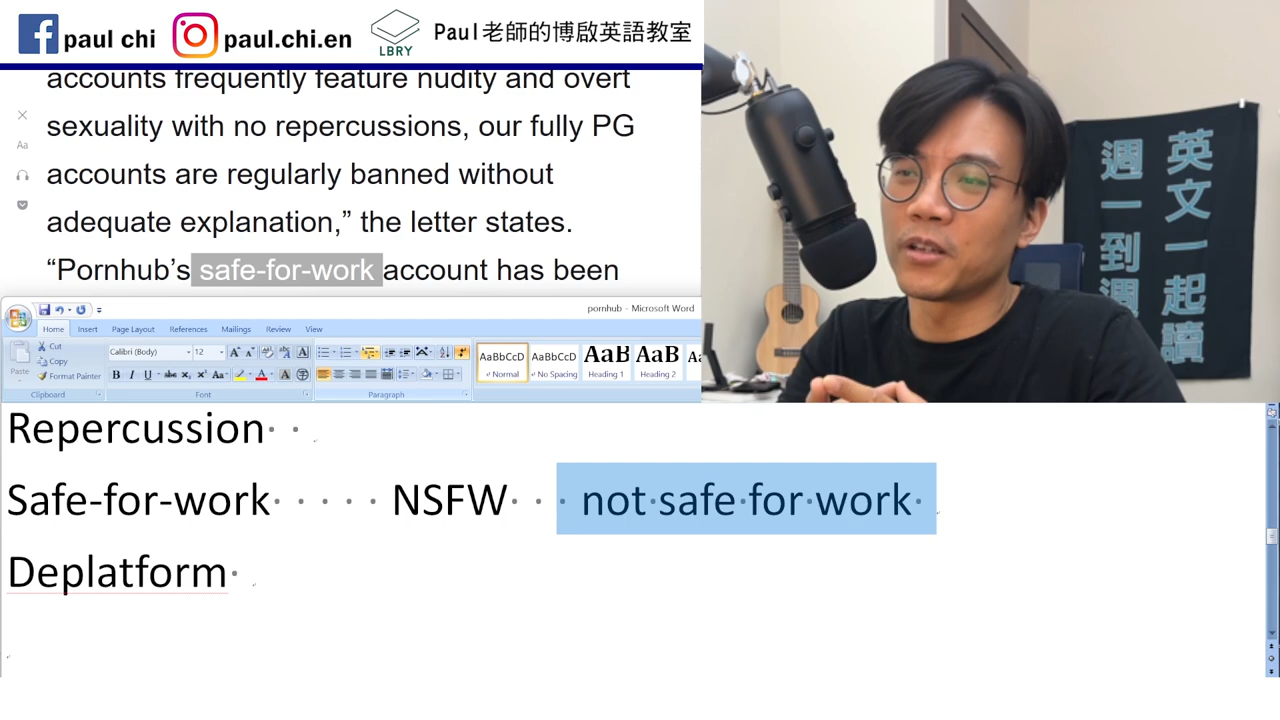 paul chi
paul.chi.en
LBRY
Paul老師的博啟英語教室
accounts frequently feature nudity and overt
sexuality with no repercussions, our fully PG
accounts are regularly banned without
adequate explanation,” the letter states.
“Pornhub’s safe-for-work account has been
Aa
英文一起讀
週一到週
pornhub - Microsoft Word
Home Insert Page Layout References Mailings Review View
Paste
Cut
Copy
Format Painter
Clipboard
Calibri (Body) 12
Font
Paragraph
AaBbCcD
Normal
AaBbCcD
No Spacing
AaB
Heading 1
AaB
Heading 2
Repercussion
Safe-for-work NSFW not safe for work
Deplatform